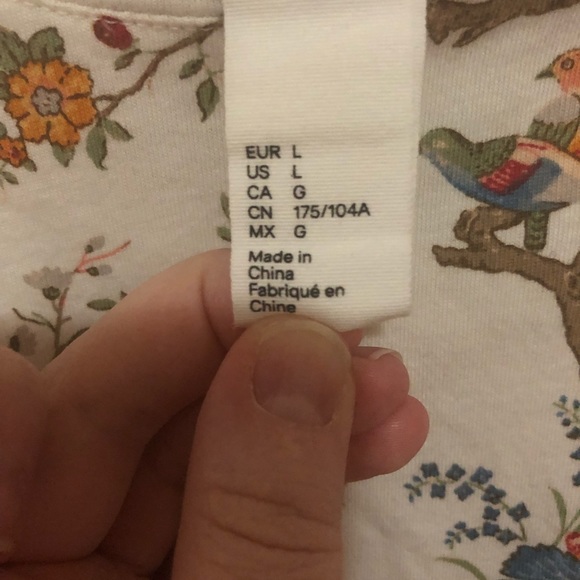 EUR L
US L
CA G
CN 175/104A
MX G
Made in
China
Fabriqué en
Chine